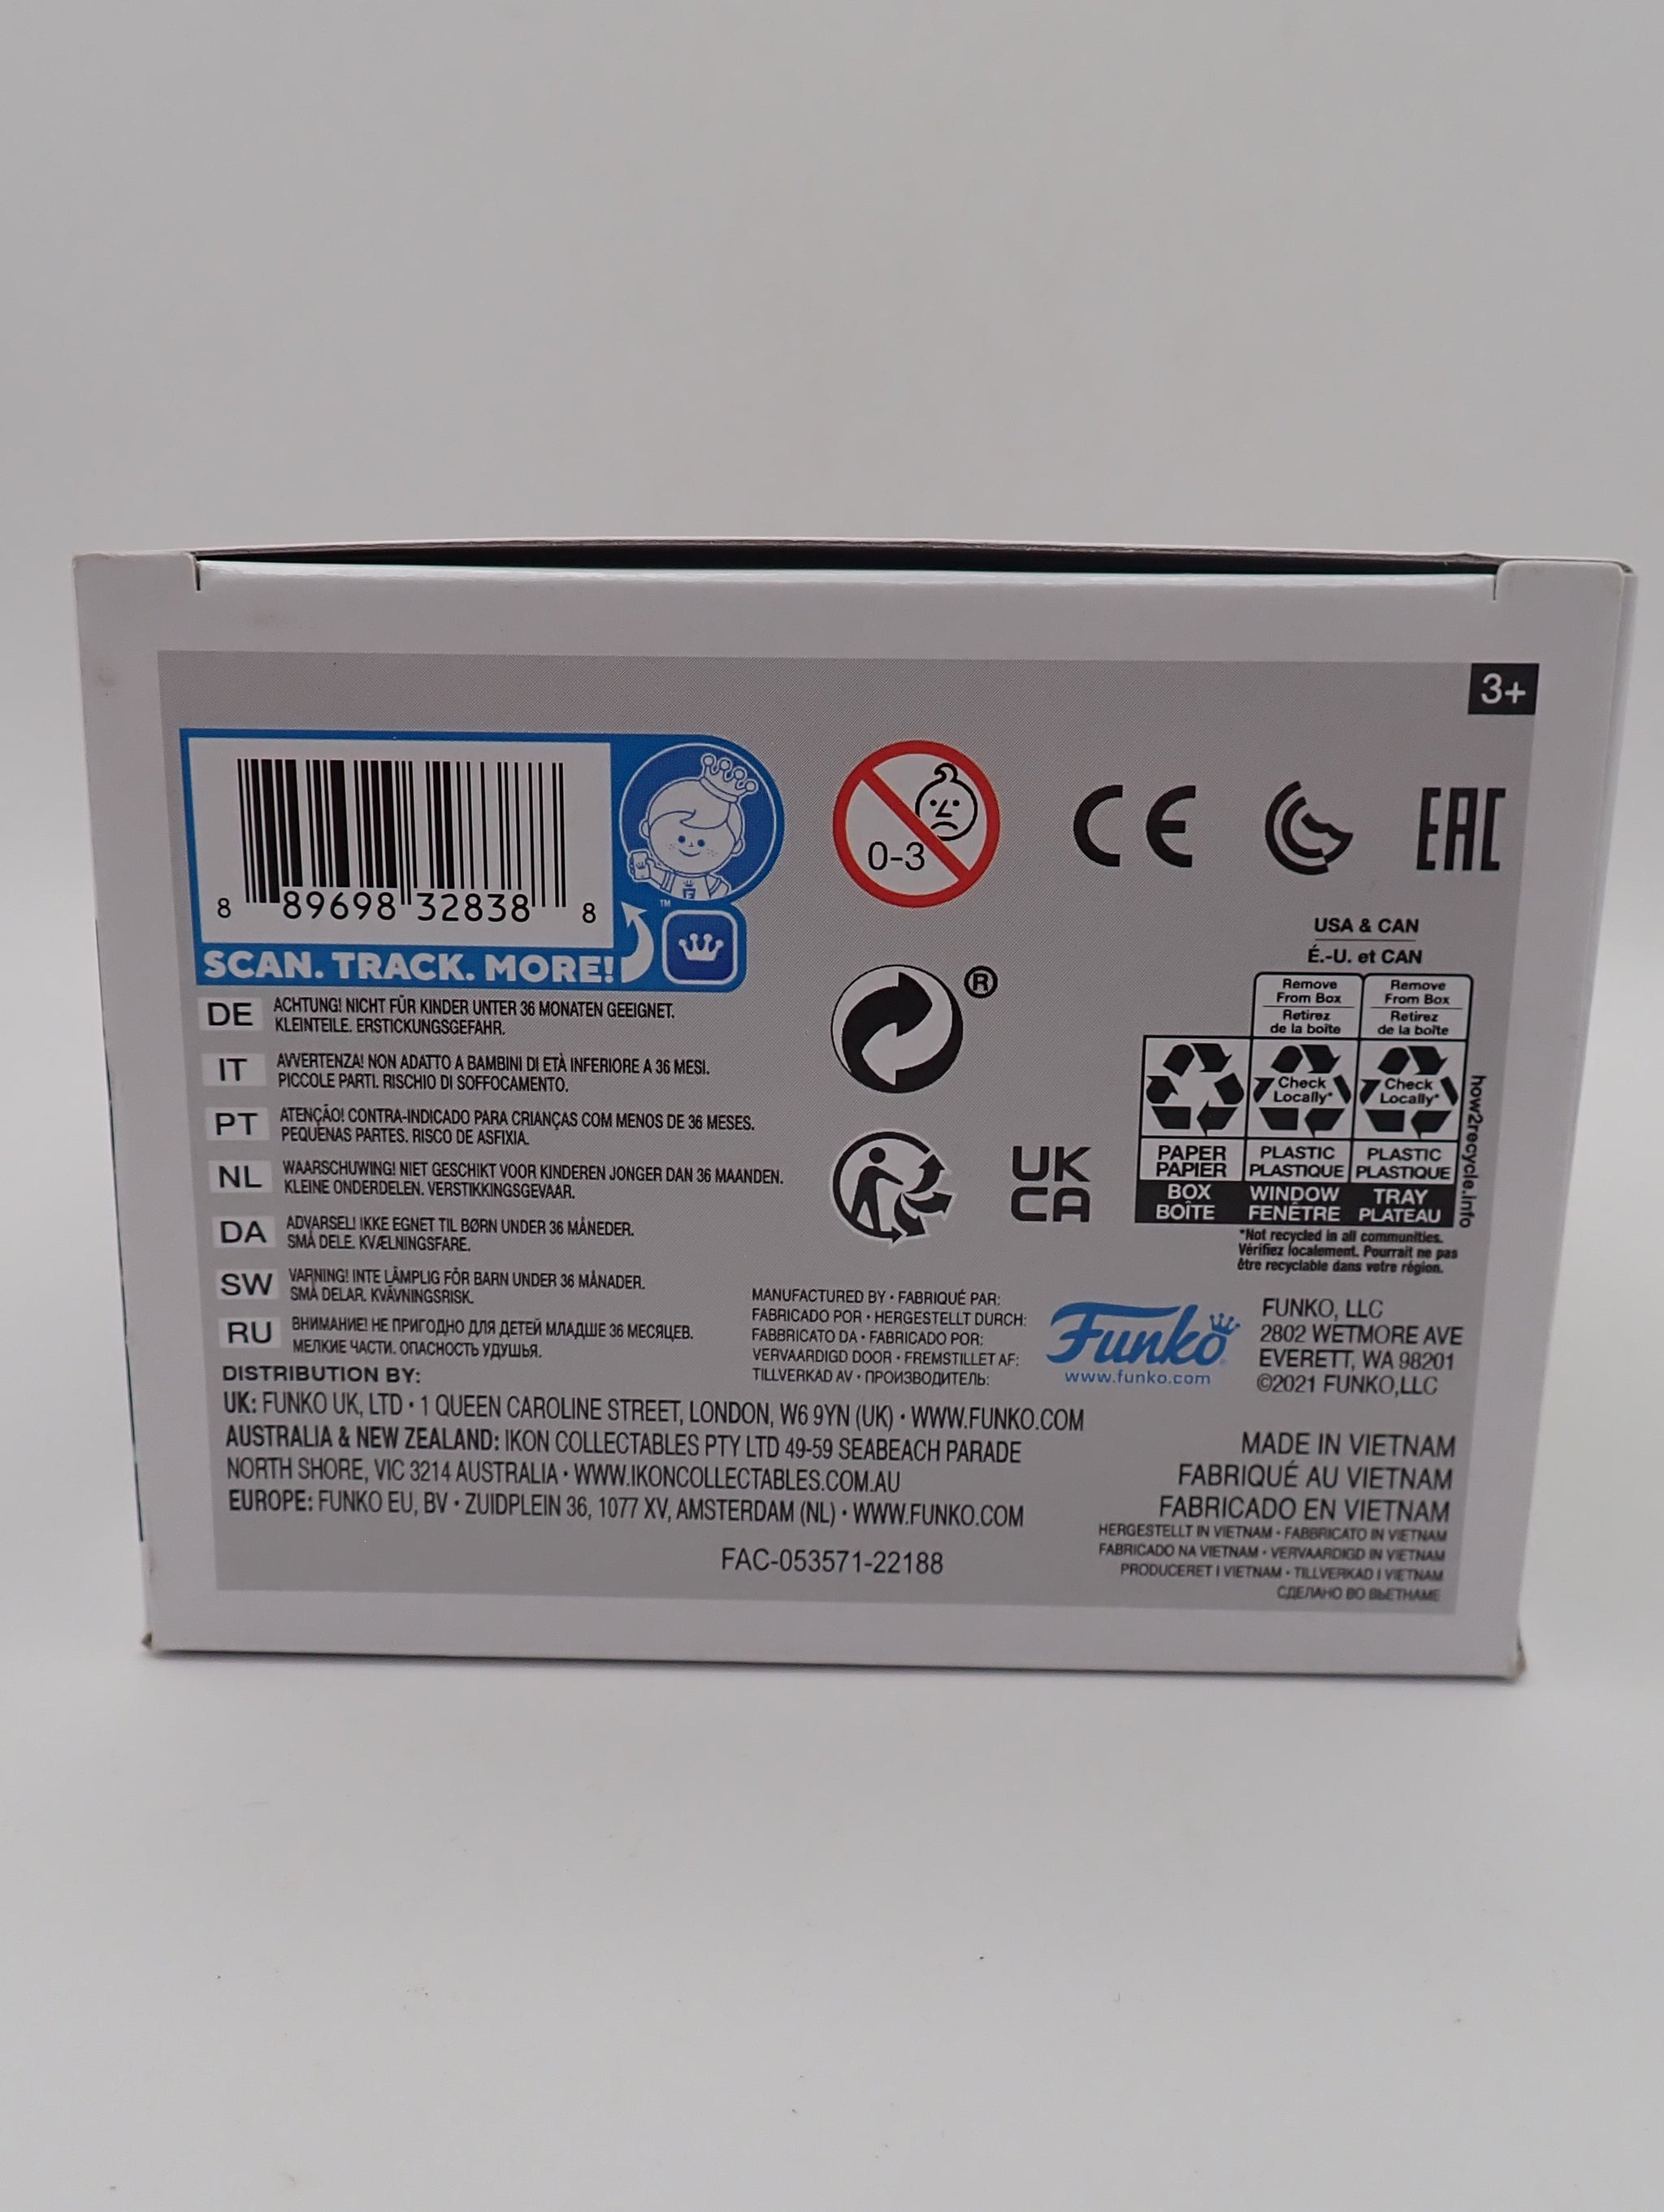 3+
8 89698 32838 8
™
SCAN. TRACK. MORE!
0-3
CE
EAC
USA & CAN
É.-U. et CAN
Remove
From Box
Retirez
de la boîte
Remove
From Box
Retirez
de la boîte
Check
Locally*
Check
Locally*
PAPER
PAPIER
PLASTIC
PLASTIQUE
PLASTIC
PLASTIQUE
BOX
BOÎTE
WINDOW
FENÊTRE
TRAY
PLATEAU
how2recycle.info
*Not recycled in all communities.
Vérifiez localement. Pourrait ne pas
être recyclable dans votre région.
®
UK
CA
DE ACHTUNG! NICHT FÜR KINDER UNTER 36 MONATEN GEEIGNET.
KLEINTEILE. ERSTICKUNGSGEFAHR.
IT AVVERTENZA! NON ADATTO A BAMBINI DI ETÀ INFERIORE A 36 MESI.
PICCOLE PARTI. RISCHIO DI SOFFOCAMENTO.
PT ATENÇÃO! CONTRA-INDICADO PARA CRIANÇAS COM MENOS DE 36 MESES.
PEQUENAS PARTES. RISCO DE ASFIXIA.
NL WAARSCHUWING! NIET GESCHIKT VOOR KINDEREN JONGER DAN 36 MAANDEN.
KLEINE ONDERDELEN. VERSTIKKINGSGEVAAR.
DA ADVARSEL! IKKE EGNET TIL BØRN UNDER 36 MÅNEDER.
SMÅ DELE. KVÆLNINGSFARE.
SW VARNING! INTE LÄMPLIG FÖR BARN UNDER 36 MÅNADER.
SMÅ DELAR. KVÄVNINGSRISK.
RU ВНИМАНИЕ! НЕ ПРИГОДНО ДЛЯ ДЕТЕЙ МЛАДШЕ 36 МЕСЯЦЕВ.
МЕЛКИЕ ЧАСТИ. ОПАСНОСТЬ УДУШЬЯ.
MANUFACTURED BY • FABRIQUÉ PAR:
FABRICADO POR • HERGESTELLT DURCH:
FABBRICATO DA • FABRICADO POR:
VERVAARDIGD DOOR • FREMSTILLET AF:
TILLVERKAD AV • ПРОИЗВОДИТЕЛЬ:
Funko
www.funko.com
FUNKO, LLC
2802 WETMORE AVE
EVERETT, WA 98201
©2021 FUNKO,LLC
DISTRIBUTION BY:
UK: FUNKO UK, LTD • 1 QUEEN CAROLINE STREET, LONDON, W6 9YN (UK) • WWW.FUNKO.COM
AUSTRALIA & NEW ZEALAND: IKON COLLECTABLES PTY LTD 49-59 SEABEACH PARADE
NORTH SHORE, VIC 3214 AUSTRALIA • WWW.IKONCOLLECTABLES.COM.AU
EUROPE: FUNKO EU, BV • ZUIDPLEIN 36, 1077 XV, AMSTERDAM (NL) • WWW.FUNKO.COM
FAC-053571-22188
MADE IN VIETNAM
FABRIQUÉ AU VIETNAM
FABRICADO EN VIETNAM
HERGESTELLT IN VIETNAM • FABBRICATO IN VIETNAM
FABRICADO NA VIETNAM • VERVAARDIGD IN VIETNAM
PRODUCERET I VIETNAM • TILLVERKAD I VIETNAM
СДЕЛАНО ВО ВЬЕТНАМЕ